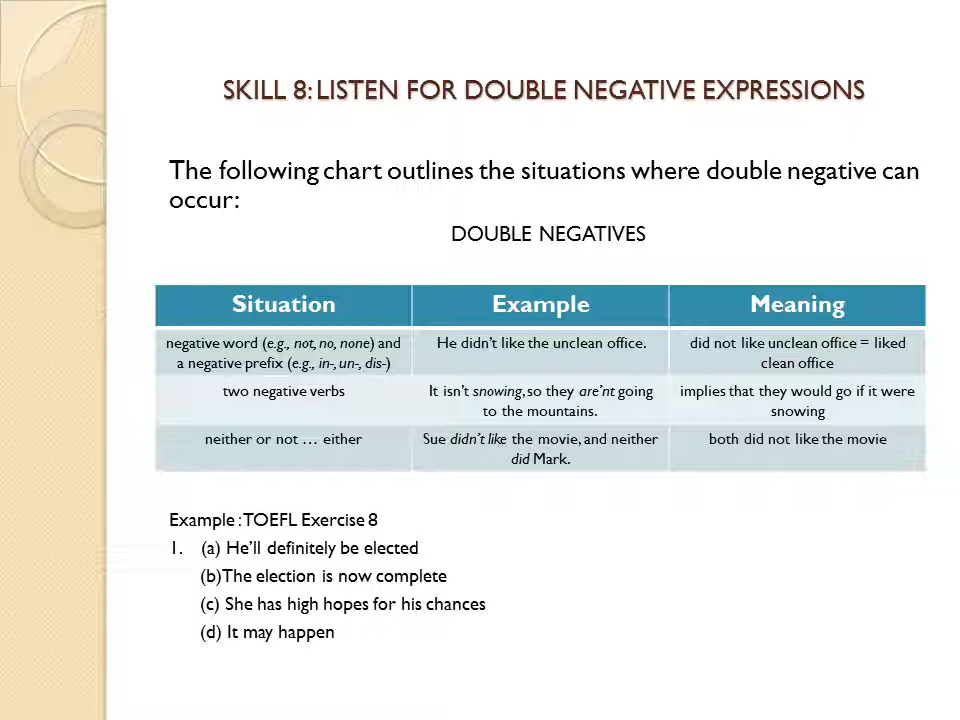 SKILL 8: LISTEN FOR DOUBLE NEGATIVE EXPRESSIONS
The following chart outlines the situations where double negative can
occur:
DOUBLE NEGATIVES
Situation Example Meaning
negative word (e.g., not, no, none) and
a negative prefix (e.g., in-, un-, dis-)
He didn't like the unclean office.
did not like unclean office = liked
clean office
two negative verbs
It isn't snowing, so they are'nt going
to the mountains.
implies that they would go if it were
snowing
neither or not … either
Sue didn't like the movie, and neither
did Mark.
both did not like the movie
Example : TOEFL Exercise 8
1. (a) He'll definitely be elected
(b)The election is now complete
(c) She has high hopes for his chances
(d) It may happen